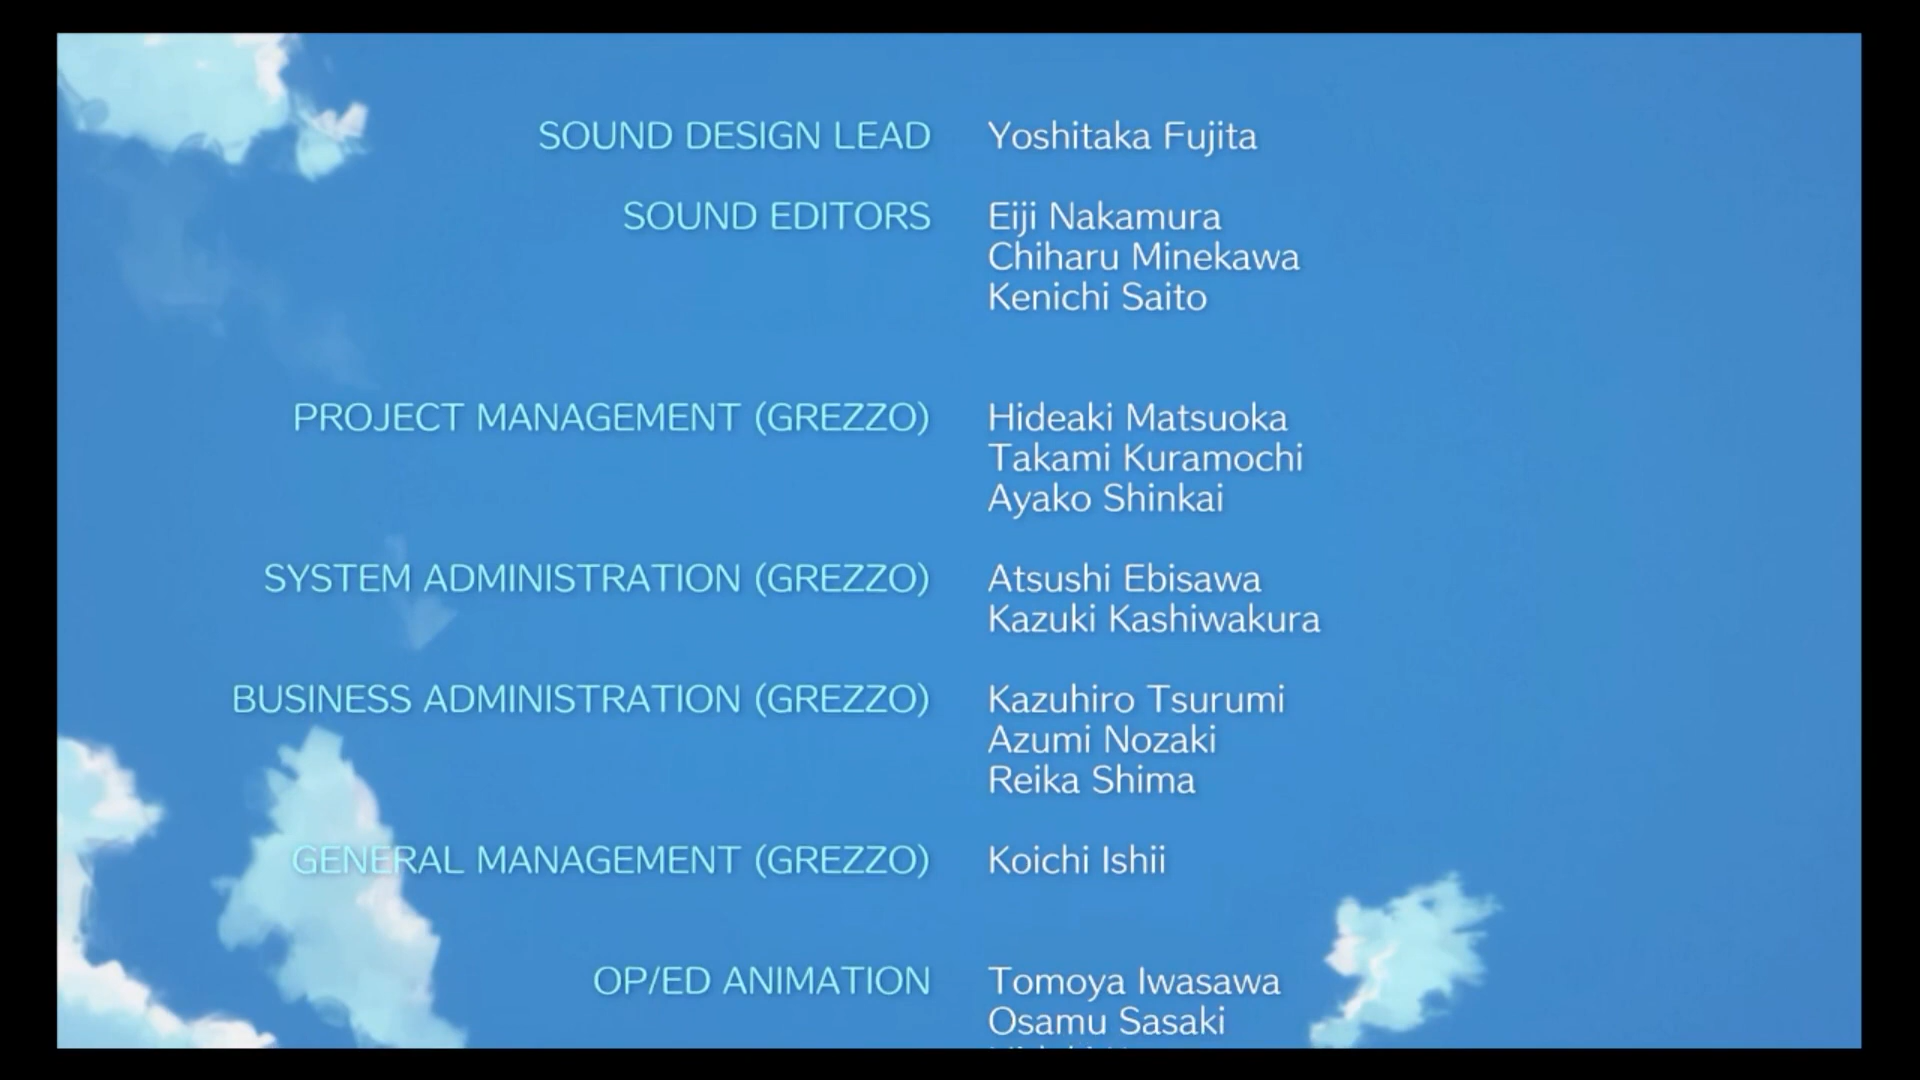 SOUND DESIGN LEAD Yoshitaka Fujita
SOUND EDITORS Eiji Nakamura
Chiharu Minekawa
Kenichi Saito
PROJECT MANAGEMENT (GREZZO) Hideaki Matsuoka
Takami Kuramochi
Ayako Shinkai
SYSTEM ADMINISTRATION (GREZZO) Atsushi Ebisawa
Kazuki Kashiwakura
BUSINESS ADMINISTRATION (GREZZO) Kazuhiro Tsurumi
Azumi Nozaki
Reika Shima
GENERAL MANAGEMENT (GREZZO) Koichi Ishii
OP/ED ANIMATION Tomoya Iwasawa
Osamu Sasaki